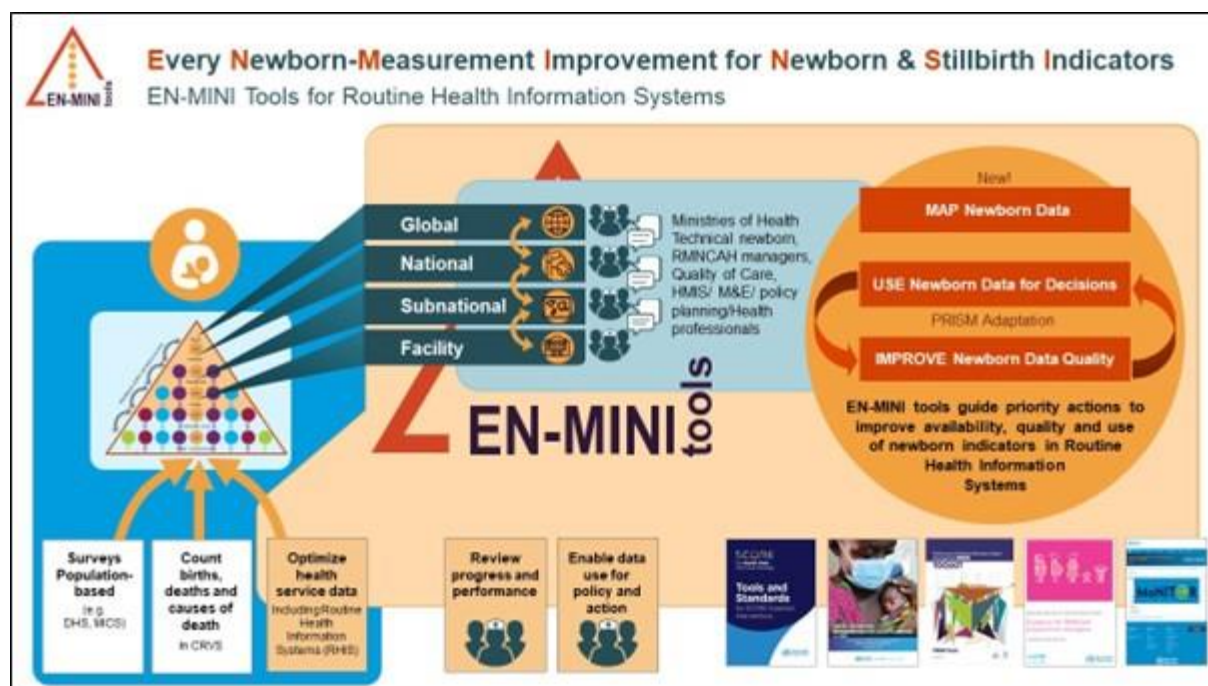 EN-MINI tools
Every Newborn-Measurement Improvement for Newborn & Stillbirth Indicators
EN-MINI Tools for Routine Health Information Systems
Global
National
Subnational
Facility
Ministries of Health
Technical newborn,
RMNCAH managers,
Quality of Care,
HMIS/ M&E/ policy
planning/Health
professionals
New!
MAP Newborn Data
USE Newborn Data for Decisions
PRISM Adaptation
IMPROVE Newborn Data Quality
EN-MINI tools guide priority actions to
improve availability, quality and use
of newborn indicators in Routine
Health Information
Systems
EN-MINI tools
Surveys
Population-
based
(e.g.
DHS, MICS)
Count
births,
deaths and
causes of
death
in CRVS
Optimize
health
service data
Including Routine
Health
Information
Systems (RHIS)
Review
progress and
performance
Enable data
use for
policy and
action
SCORE
Tools and
Standards
TOOLKIT
MoNITOR